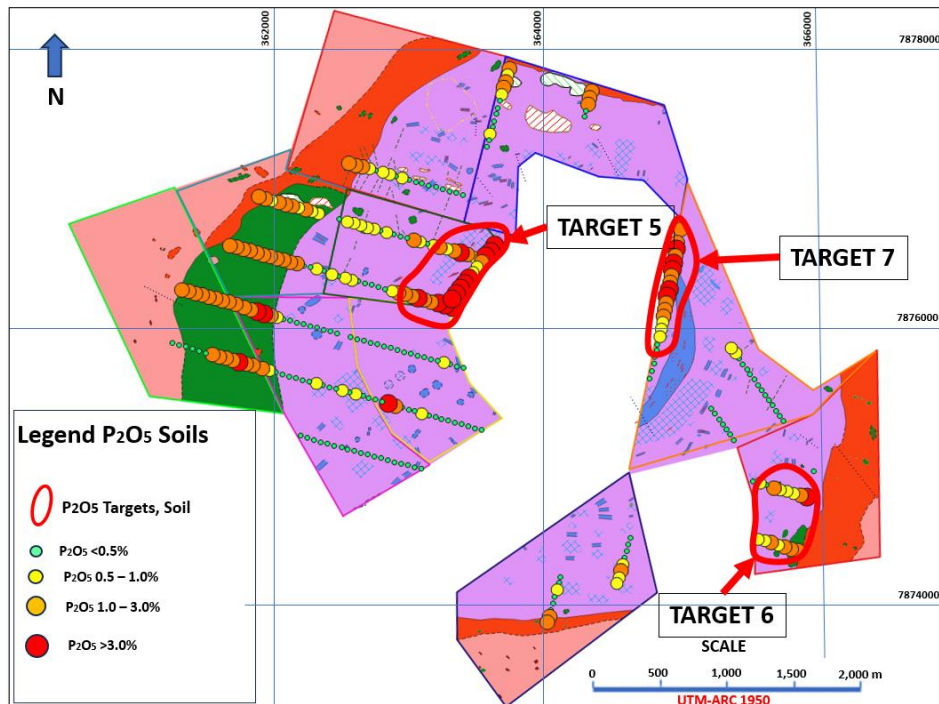 362000
364000
366000
7878000
N
TARGET 5
TARGET 7
7876000
Legend P2O5 Soils
P2O5 Targets, Soil
P2O5 <0.5%
P2O5 0.5 – 1.0%
P2O5 1.0 – 3.0%
P2O5 >3.0%
7874000
TARGET 6
SCALE
0 500 1,000 1,500 2,000 m
UTM-ARC 1950